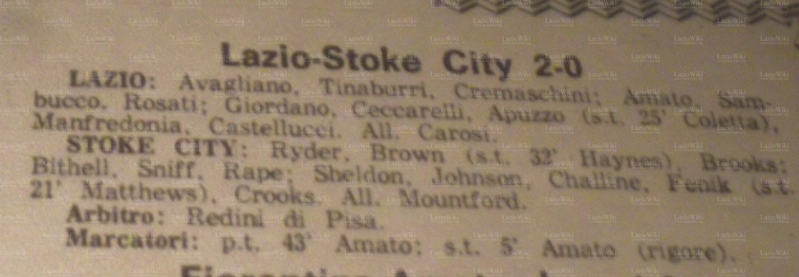 Lazio-Stoke City 2-0
LAZIO: Avagliano, Tinaburri, Cremaschini; Amato, Sam-
bucco, Rosati; Giordano, Ceccarelli, Apuzzo (s.t. 25' Coletta),
Manfredonia, Castellucci. All. Carosi.
STOKE CITY: Ryder, Brown (s.t. 32' Haynes), Brooks;
Bithell, Sniff, Rape; Sheldon, Johnson, Challine, Fenik (s.t.
21' Matthews), Crooks. All. Mountford.
Arbitro: Redini di Pisa.
Marcatori: p.t. 43' Amato; s.t. 5' Amato (rigore).